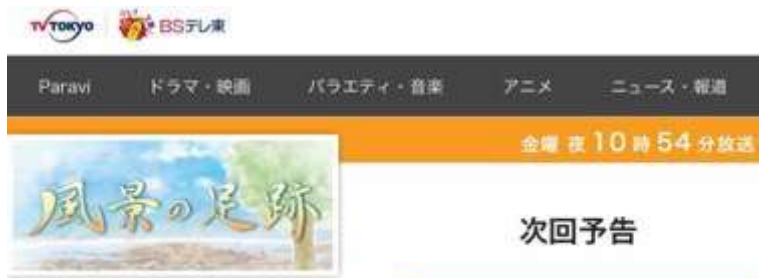 TV TOKYO BSテレ東
Paravi ドラマ・映画 バラエティ・音楽 アニメ ニュース・報道
金曜 夜 10 時 54 分放送
風景の足跡
次回予告